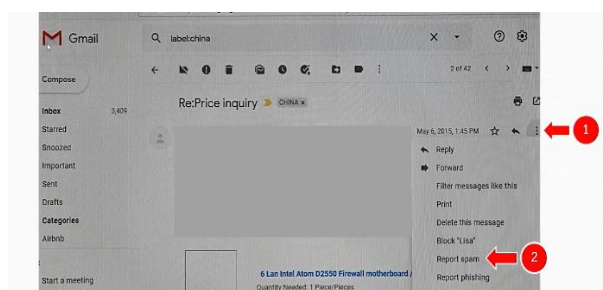 Gmail
label:china
Compose
2 of 42
Re:Price inquiry
CHINA x
Inbox 3,409
Starred
Snoozed
Important
Sent
Drafts
Categories
Airbnb
Start a meeting
May 6, 2015, 1:45 PM
1
Reply
Forward
Filter messages like this
Print
Delete this message
Block "Lisa"
Report spam
2
Report phishing
6 Lan Intel Atom D2550 Firewall motherboard /
Quantity Needed: 1 Piece/Pieces